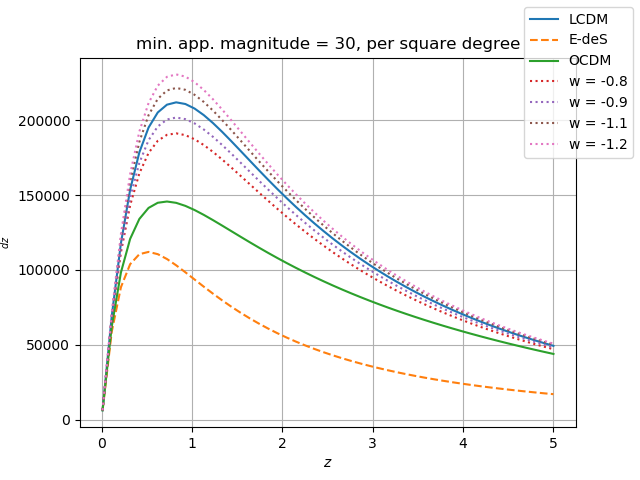 min. app. magnitude = 30, per square degree
LCDM
E-deS
OCDM
w = -0.8
w = -0.9
w = -1.1
w = -1.2
200000
150000
100000
50000
0
dz
0 1 2 3 4 5
z